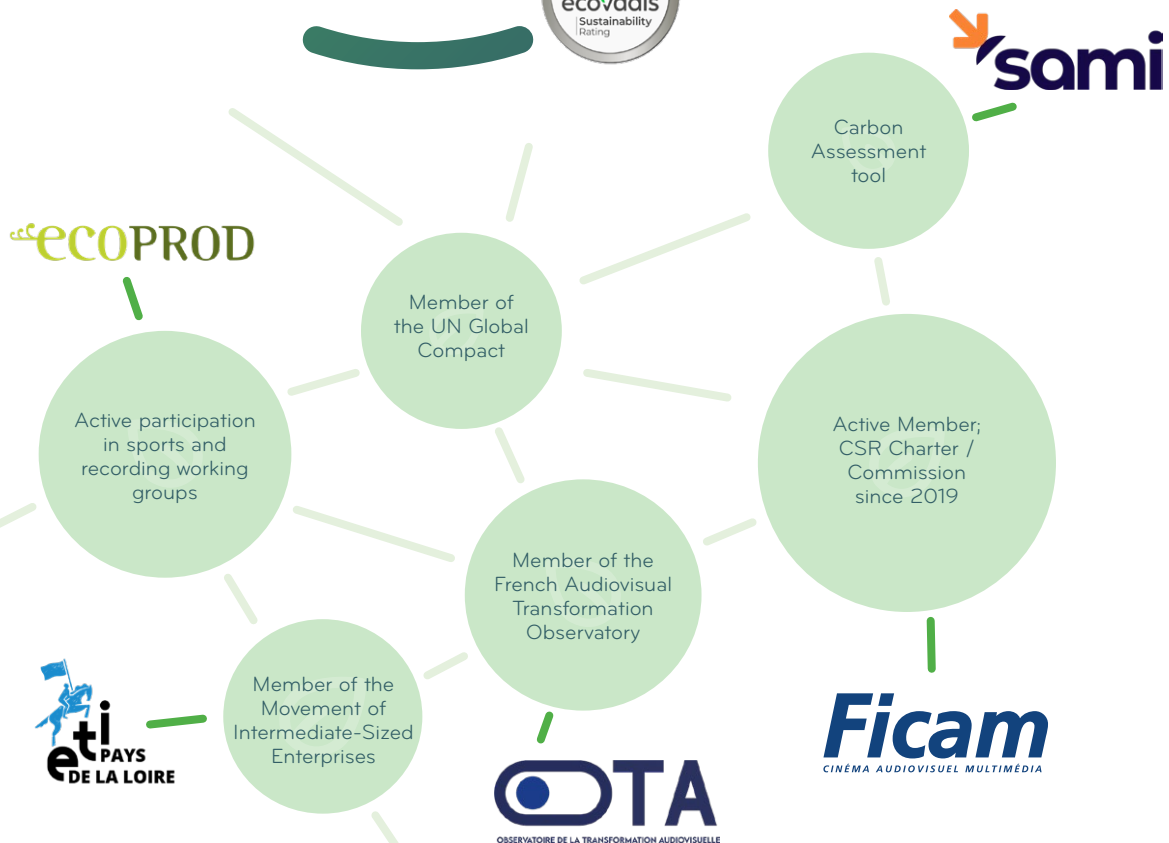 ecovadis
Sustainability
Rating
sami
Carbon
Assessment
tool
ECOPROD
Member of
the UN Global
Compact
Active participation
in sports and
recording working
groups
Active Member;
CSR Charter /
Commission
since 2019
Member of the
French Audiovisual
Transformation
Observatory
Member of the
Movement of
Intermediate-Sized
Enterprises
eti
PAYS
DE LA LOIRE
Ficam
CINÉMA AUDIOVISUEL MULTIMÉDIA
OTA
OBSERVATOIRE DE LA TRANSFORMATION AUDIOVISUELLE